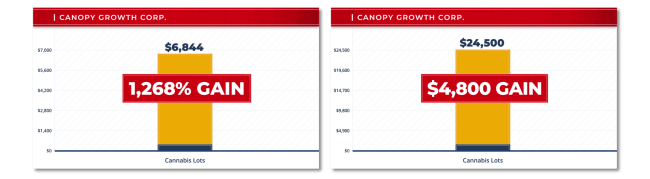 | CANOPY GROWTH CORP.
$6,844
$7,000
$5,600
$4,200
$2,800
$1,400
$0
1,268% GAIN
Cannabis Lots
| CANOPY GROWTH CORP.
$24,500
$24,500
$19,600
$14,700
$9,800
$4,900
$0
$4,800 GAIN
Cannabis Lots